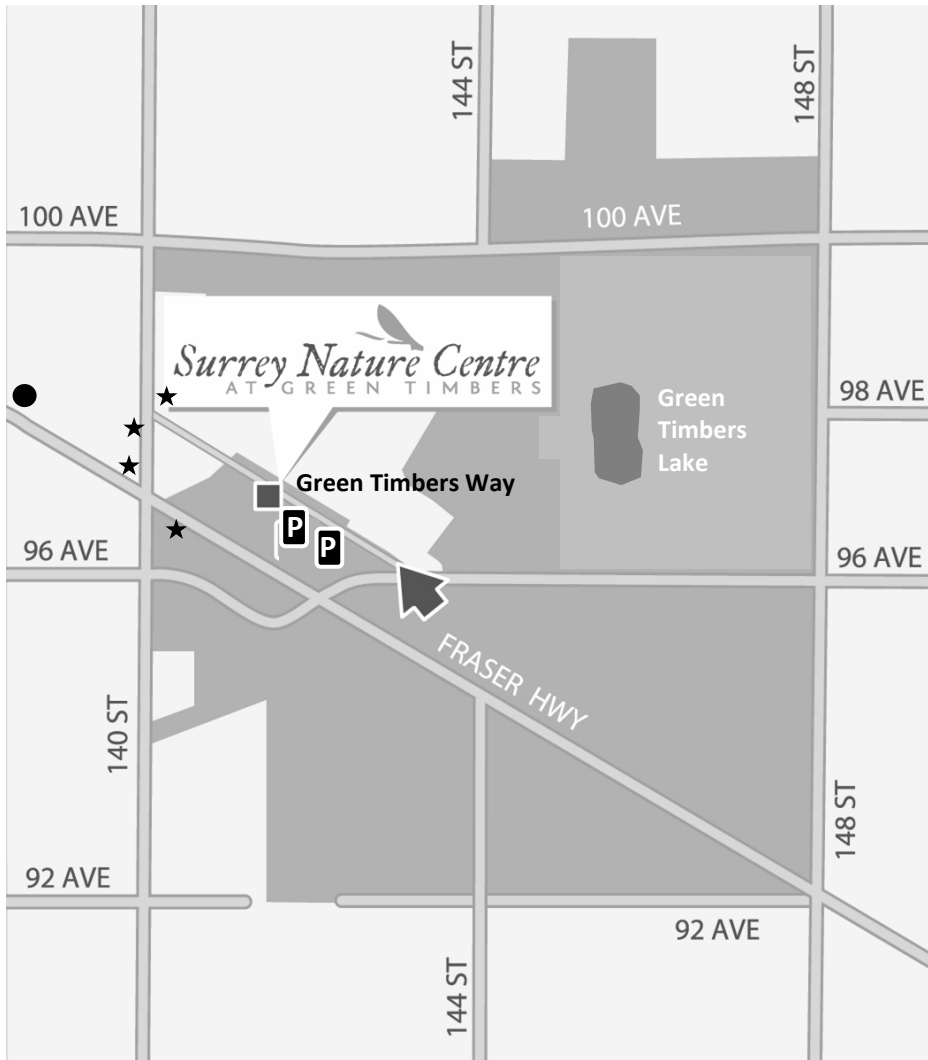 144 ST
148 ST
100 AVE
100 AVE
Surrey Nature Centre
AT GREEN TIMBERS
98 AVE
Green
Timbers
Lake
Green Timbers Way
P
P
96 AVE
96 AVE
FRASER HWY
140 ST
148 ST
92 AVE
92 AVE
144 ST